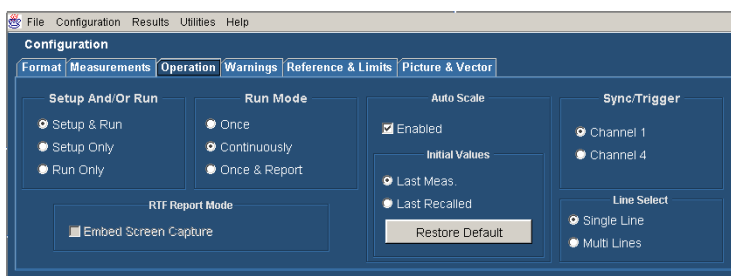 File Configuration Results Utilities Help
Configuration
Format Measurements Operation Warnings Reference & Limits Picture & Vector
Setup And/Or Run
Setup & Run
Setup Only
Run Only
Run Mode
Once
Continuously
Once & Report
RTF Report Mode
Embed Screen Capture
Auto Scale
Enabled
Initial Values
Last Meas.
Last Recalled
Restore Default
Sync/Trigger
Channel 1
Channel 4
Line Select
Single Line
Multi Lines